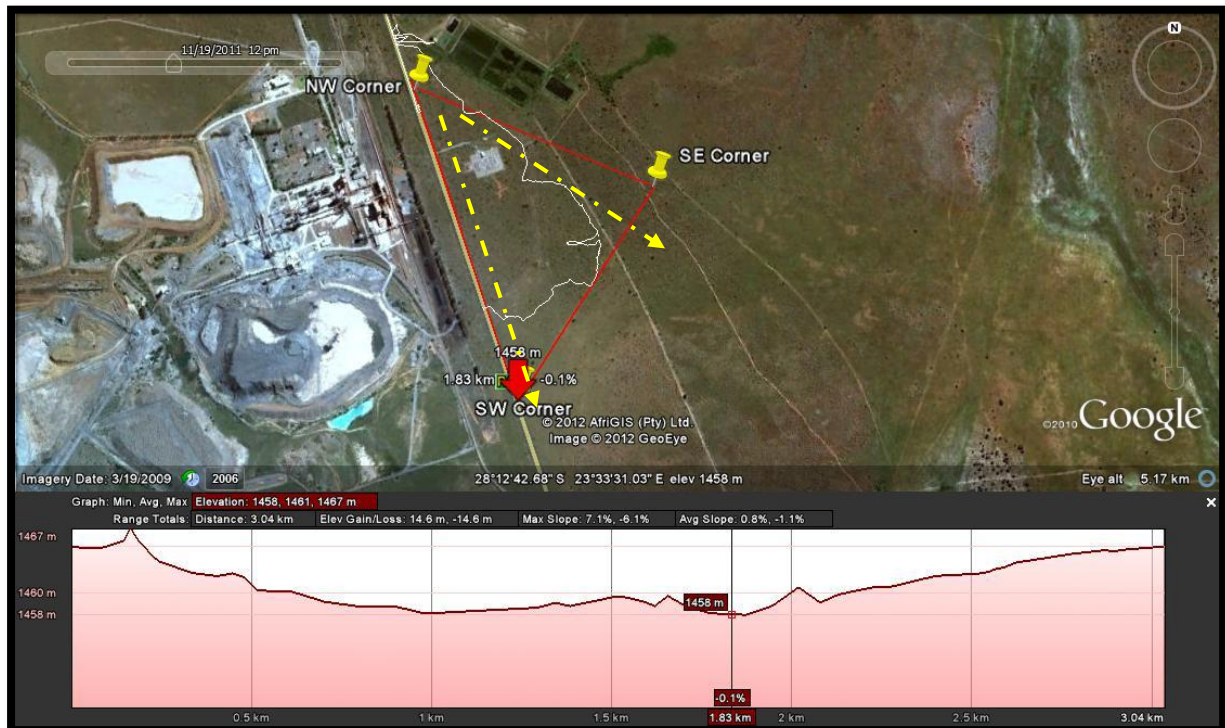 N
11/19/2011 12 pm
NW Corner
SE Corner
1458 m
1.83 km -0.1%
SW Corner
© 2012 AfriGIS (Pty) Ltd.
Image © 2012 GeoEye
©2010 Google
Imagery Date: 3/19/2009 2006 28°12'42.68" S 23°33'31.03" E elev 1458 m Eye alt 5.17 km
Graph: Min, Avg, Max Elevation: 1458, 1461, 1467 m
Range Totals: Distance: 3.04 km Elev Gain/Loss: 14.6 m, -14.6 m Max Slope: 7.1%, -6.1% Avg Slope: 0.8%, -1.1%
1467 m
1460 m
1458 m
1458 m
-0.1%
0.5 km 1 km 1.5 km 1.83 km 2 km 2.5 km 3.04 km